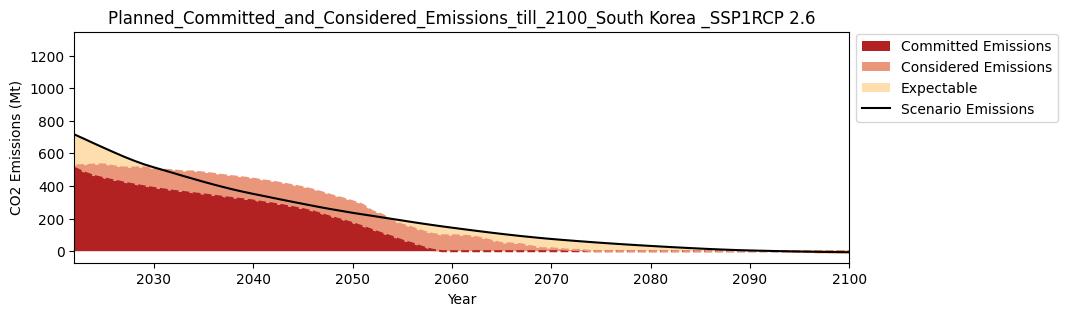 Planned_Committed_and_Considered_Emissions_till_2100_South Korea _SSP1RCP 2.6
CO2 Emissions (Mt)
1200
1000
800
600
400
200
0
2030 2040 2050 2060 2070 2080 2090 2100
Year
Committed Emissions
Considered Emissions
Expectable
Scenario Emissions